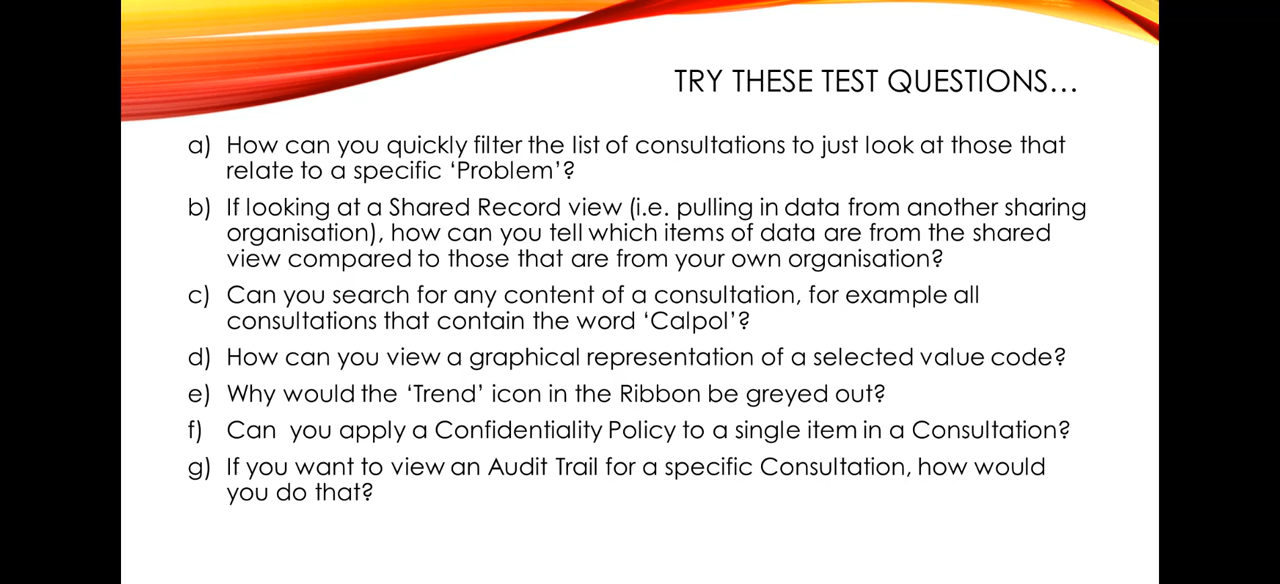 TRY THESE TEST QUESTIONS...
a) How can you quickly filter the list of consultations to just look at those that
relate to a specific ‘Problem’?
b) If looking at a Shared Record view (i.e. pulling in data from another sharing
organisation), how can you tell which items of data are from the shared
view compared to those that are from your own organisation?
c) Can you search for any content of a consultation, for example all
consultations that contain the word ‘Calpol’?
d) How can you view a graphical representation of a selected value code?
e) Why would the ‘Trend’ icon in the Ribbon be greyed out?
f) Can you apply a Confidentiality Policy to a single item in a Consultation?
g) If you want to view an Audit Trail for a specific Consultation, how would
you do that?